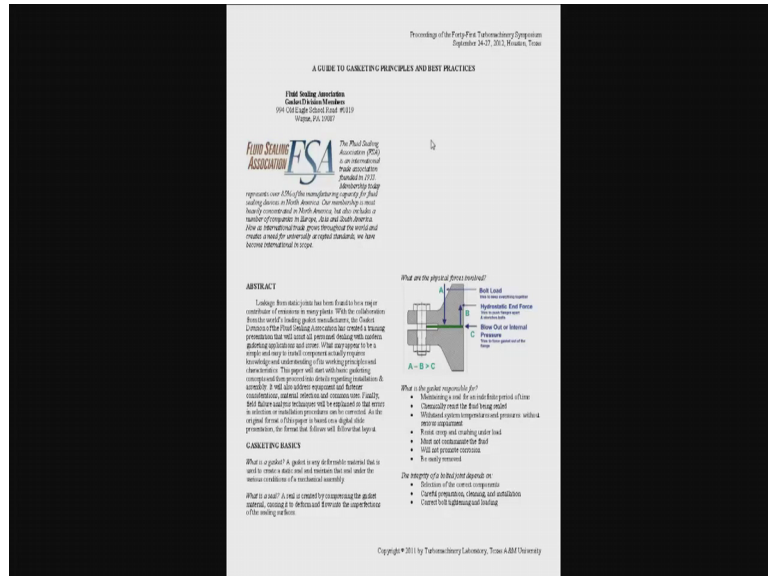 Proceedings of the Forty-First Turbomachinery Symposium
September 24-27, 2012, Houston, Texas
A GUIDE TO GASKETING PRINCIPLES AND BEST PRACTICES
Fluid Sealing Association
Gasket Division Members
994 Old Eagle School Road #1019
Wayne, PA 19087
FLUID SEALING
ASSOCIATION
FSA
The Fluid Sealing
Association (FSA)
is an international
trade association
founded in 1933.
Membership today
represents over 85% of the manufacturing capacity for fluid
sealing devices in North America. Our membership is most
heavily concentrated in North America, but also includes a
number of companies in Europe, Asia and South America.
Now as international trade grows throughout the world and
creates a need for universally accepted standards, we have
become international in scope.
ABSTRACT
Leakage from static joints has been found to be a major
contributor of emissions in many plants. With the collaboration
from the world's leading gasket manufacturers, the Gasket
Division of the Fluid Sealing Association has created a training
presentation that will assist all personnel dealing with modern
gasketing applications and issues. What may appear to be a
simple and easy to install component actually requires
knowledge and understanding of its working principles and
characteristics. This paper will start with basic gasketing
concepts and then proceed into details regarding installation &
assembly. It will also address equipment and fastener
considerations, material selection and common uses. Finally,
field failure analysis techniques will be explained so that errors
in selection or installation procedures can be corrected. As the
original format of this paper is based on a digital slide
presentation, the format that follows will follow that layout.
GASKETING BASICS
What is a gasket? A gasket is any deformable material that is
used to create a static seal and maintain that seal under the
various conditions of a mechanical assembly.
What is a seal? A seal is created by compressing the gasket
material, causing it to deform and flow into the imperfections
of the sealing surfaces.
What are the physical forces involved?
A
Bolt Load
B
Hydrostatic End Force
C
Blow Out or Internal
Pressure
A – B > C
What is the gasket responsible for?
• Maintaining a seal for an indefinite period of time
• Chemically resist the fluid being sealed
• Withstand system temperatures and pressures without
serious impairment
• Resist creep and crushing under load
• Must not contaminate the fluid
• Will not promote corrosion
• Be easily removed
The integrity of a bolted joint depends on:
• Selection of the correct components
• Careful preparation, cleaning, and installation
• Correct bolt tightening and loading
Copyright© 2011 by Turbomachinery Laboratory, Texas A&M University